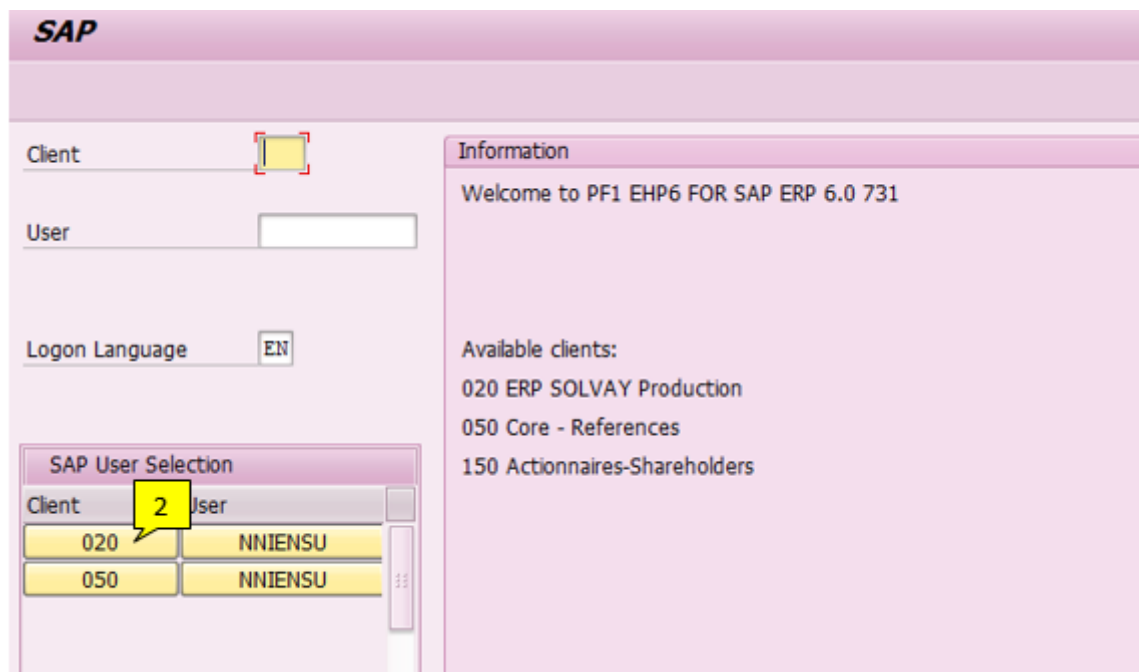 SAP
Client
User
Logon Language EN
SAP User Selection
Client User
2
020 NNIENSU
050 NNIENSU
Information
Welcome to PF1 EHP6 FOR SAP ERP 6.0 731
Available clients:
020 ERP SOLVAY Production
050 Core - References
150 Actionnaires-Shareholders